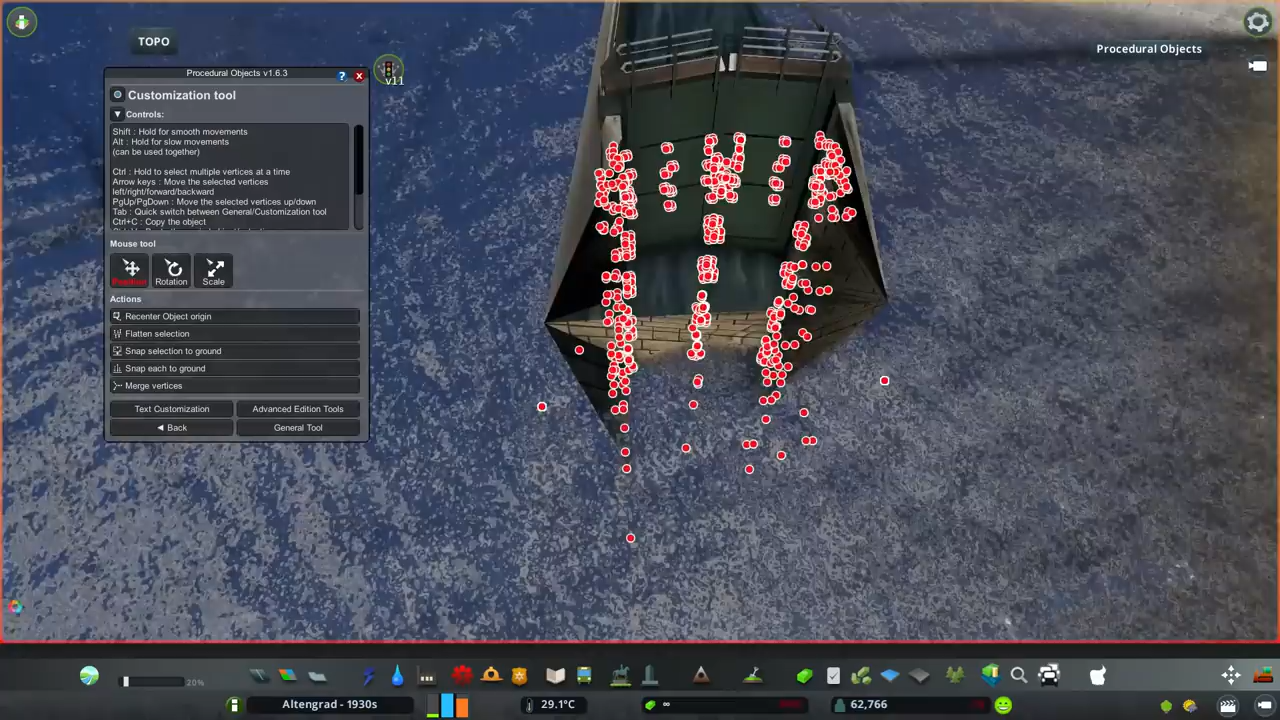 TOPO
Procedural Objects
Procedural Objects v1.6.3
?
x
v11
Customization tool
Controls:
Shift : Hold for smooth movements
Alt : Hold for slow movements
(can be used together)
Ctrl : Hold to select multiple vertices at a time
Arrow keys : Move the selected vertices
left/right/forward/backward
PgUp/PgDown : Move the selected vertices up/down
Tab : Quick switch between General/Customization tool
Ctrl+C : Copy the object
Mouse tool
Position
Rotation
Scale
Actions
Recenter Object origin
Flatten selection
Snap selection to ground
Snap each to ground
Merge vertices
Text Customization
Advanced Edition Tools
◄ Back
General Tool
20%
Altengrad - 1930s
29.1°C
∞
62,766